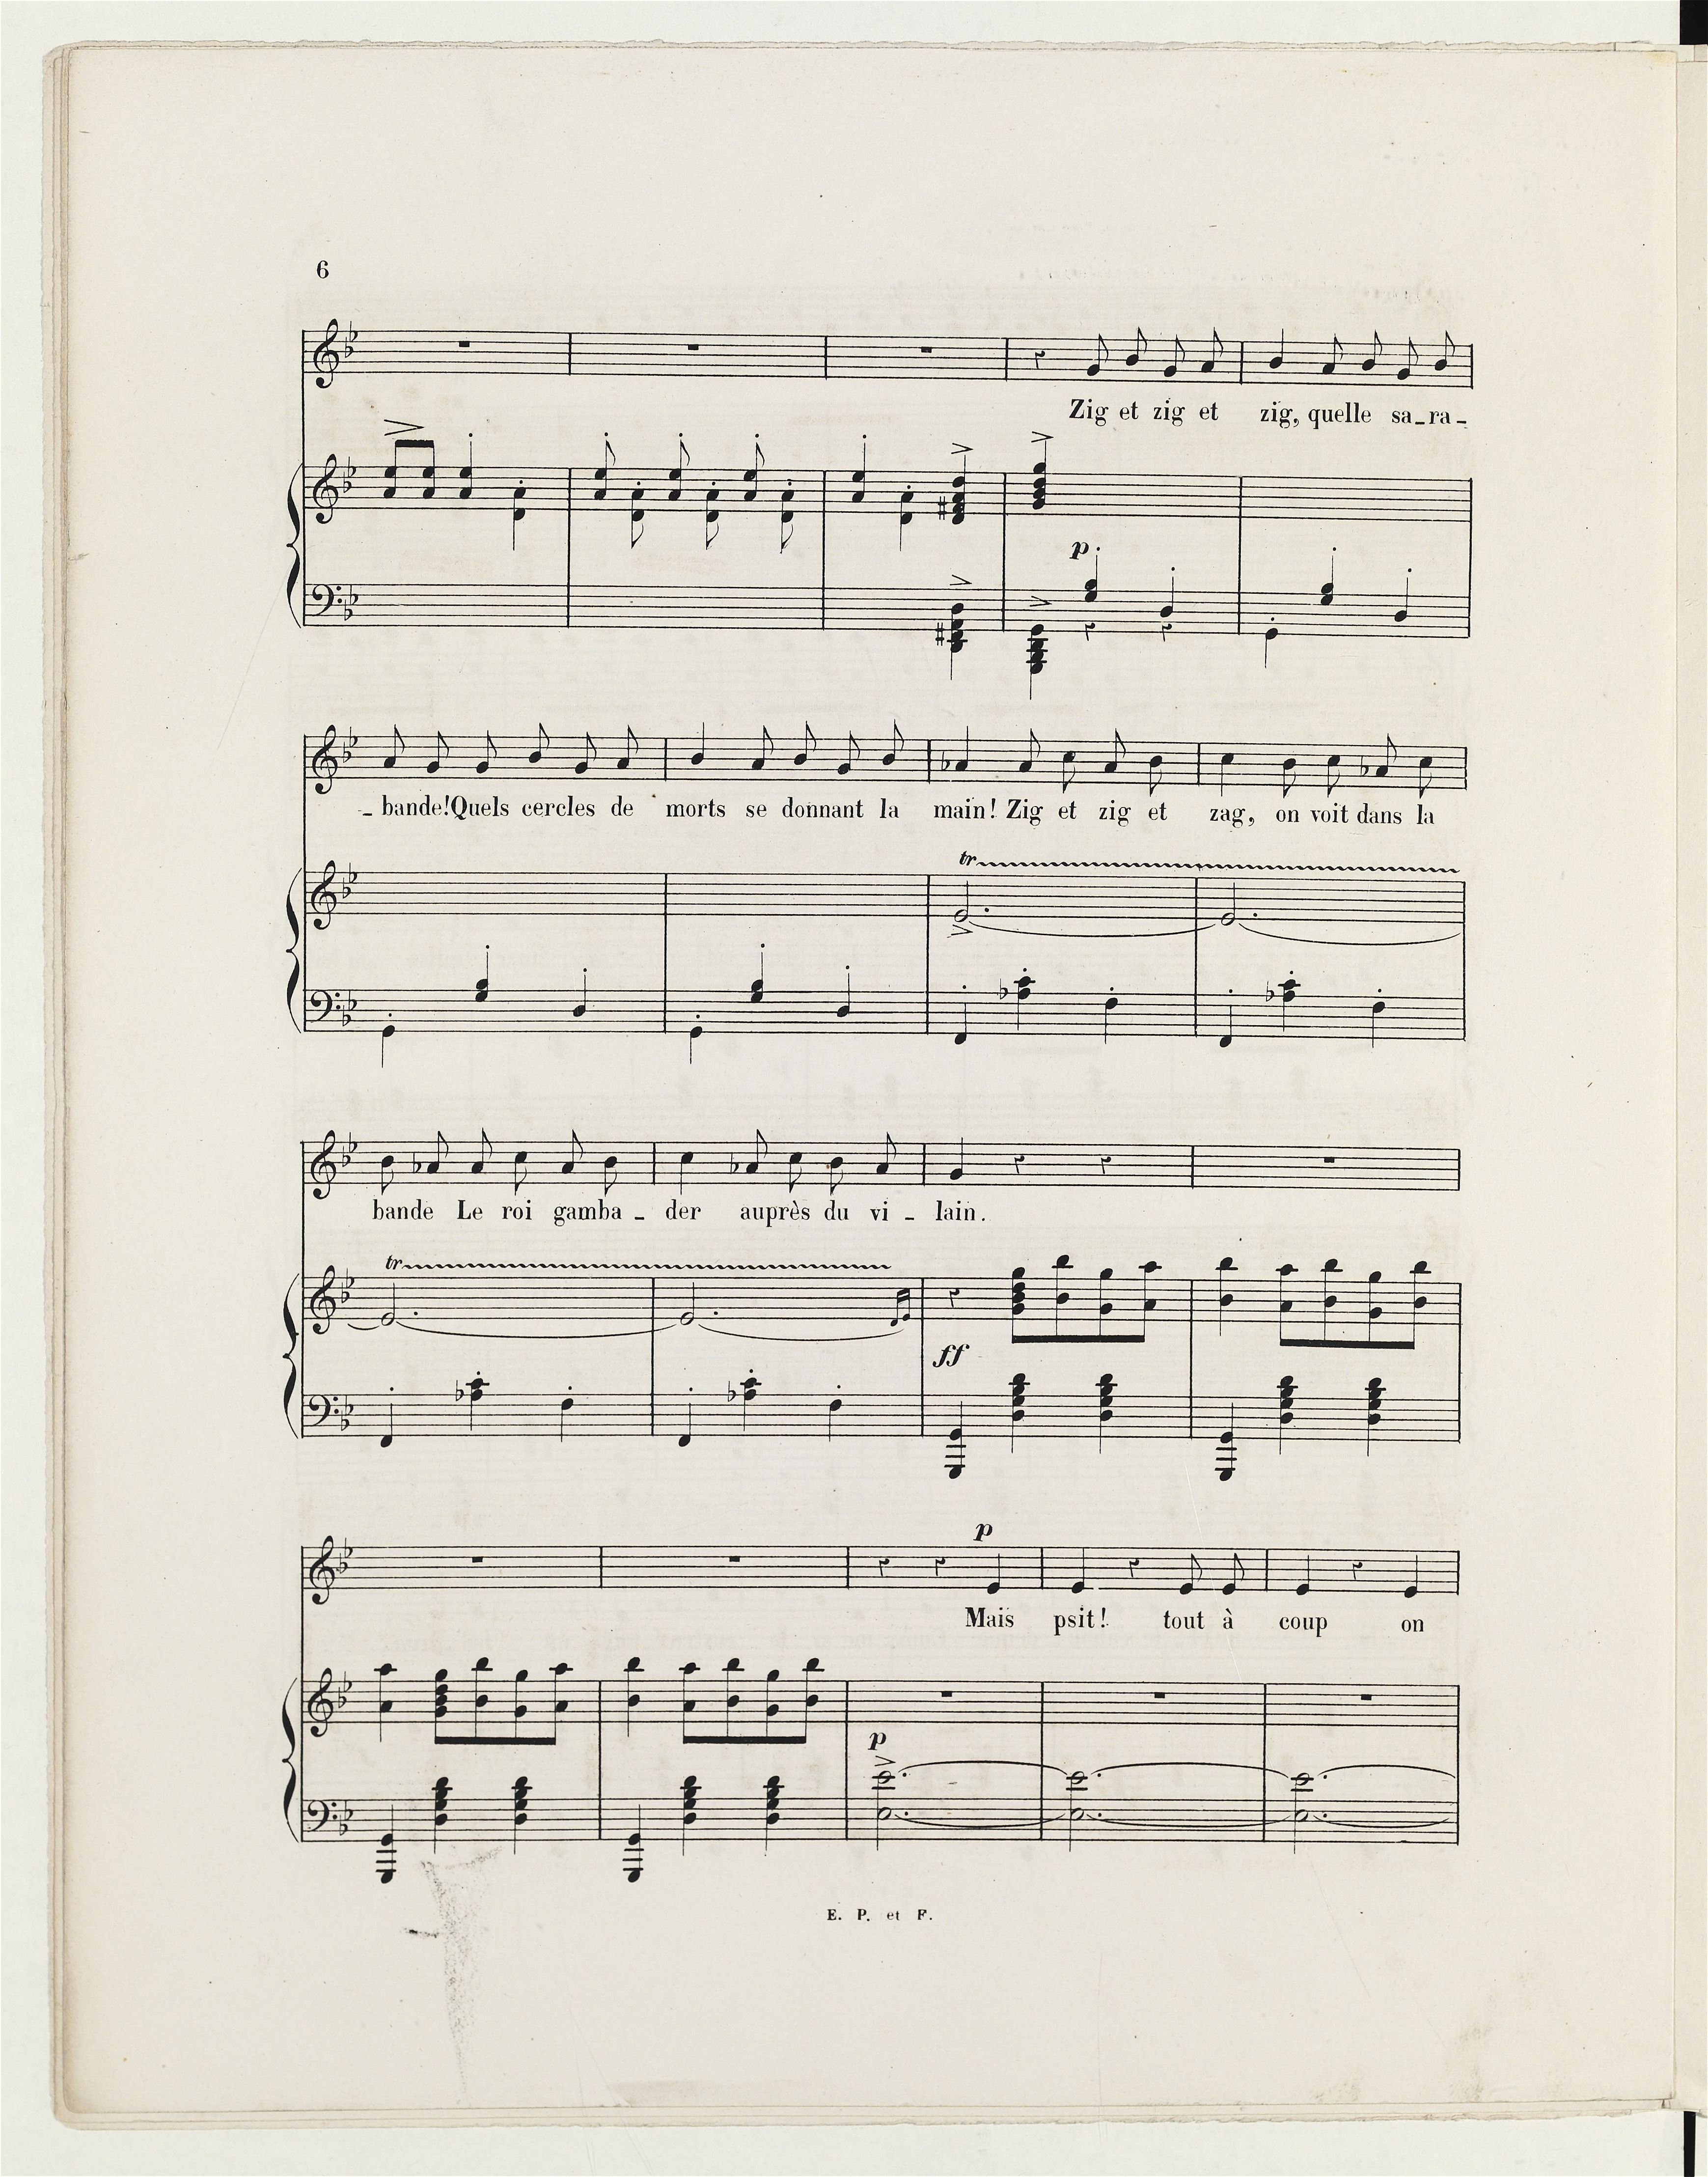 6
Zig et zig et zig, quelle sa_ra_
p
_bande! Quels cercles de morts se donnant la main! Zig et zig et zag, on voit dans la
tr
bande Le roi gamba_der auprès du vi_lain.
tr
ff
p
Mais psit! tout à coup on
p
E. P. et F.